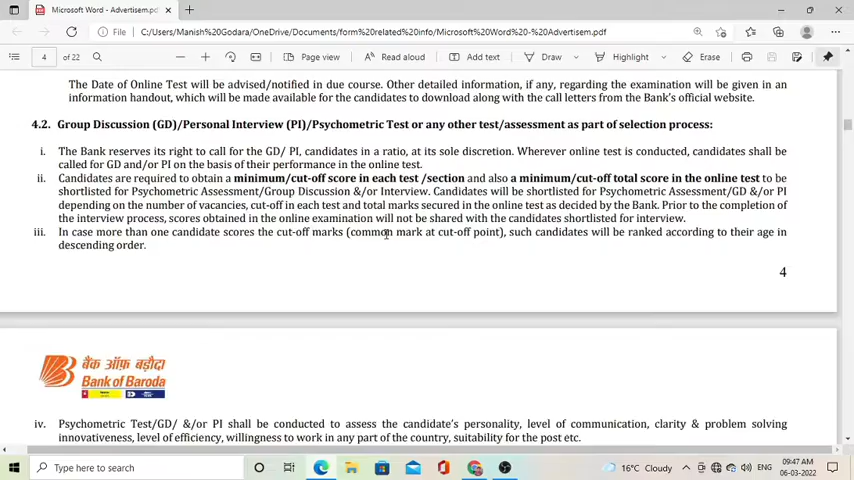 Microsoft Word - Advertisem.pdf
File
C:/Users/Manish%20Godara/OneDrive/Documents/form%20related%20info/Microsoft%20Word%20-%20Advertisem.pdf
4 of 22
Page view
Read aloud
Add text
Draw
Highlight
Erase
The Date of Online Test will be advised/notified in due course. Other detailed information, if any, regarding the examination will be given in an
information handout, which will be made available for the candidates to download along with the call letters from the Bank's official website.
4.2. Group Discussion (GD)/Personal Interview (PI)/Psychometric Test or any other test/assessment as part of selection process:
i. The Bank reserves its right to call for the GD/ PI, candidates in a ratio, at its sole discretion. Wherever online test is conducted, candidates shall be
called for GD and/or PI on the basis of their performance in the online test.
ii. Candidates are required to obtain a minimum/cut-off score in each test /section and also a minimum/cut-off total score in the online test to be
shortlisted for Psychometric Assessment/Group Discussion &/or Interview. Candidates will be shortlisted for Psychometric Assessment/GD &/or PI
depending on the number of vacancies, cut-off in each test and total marks secured in the online test as decided by the Bank. Prior to the completion of
the interview process, scores obtained in the online examination will not be shared with the candidates shortlisted for interview.
iii. In case more than one candidate scores the cut-off marks (common mark at cut-off point), such candidates will be ranked according to their age in
descending order.
4
बैंक ऑफ़ बड़ौदा
Bank of Baroda
iv. Psychometric Test/GD/ &/or PI shall be conducted to assess the candidate's personality, level of communication, clarity & problem solving
innovativeness, level of efficiency, willingness to work in any part of the country, suitability for the post etc.
Type here to search
16°C Cloudy
ENG
09:47 AM
06-03-2022